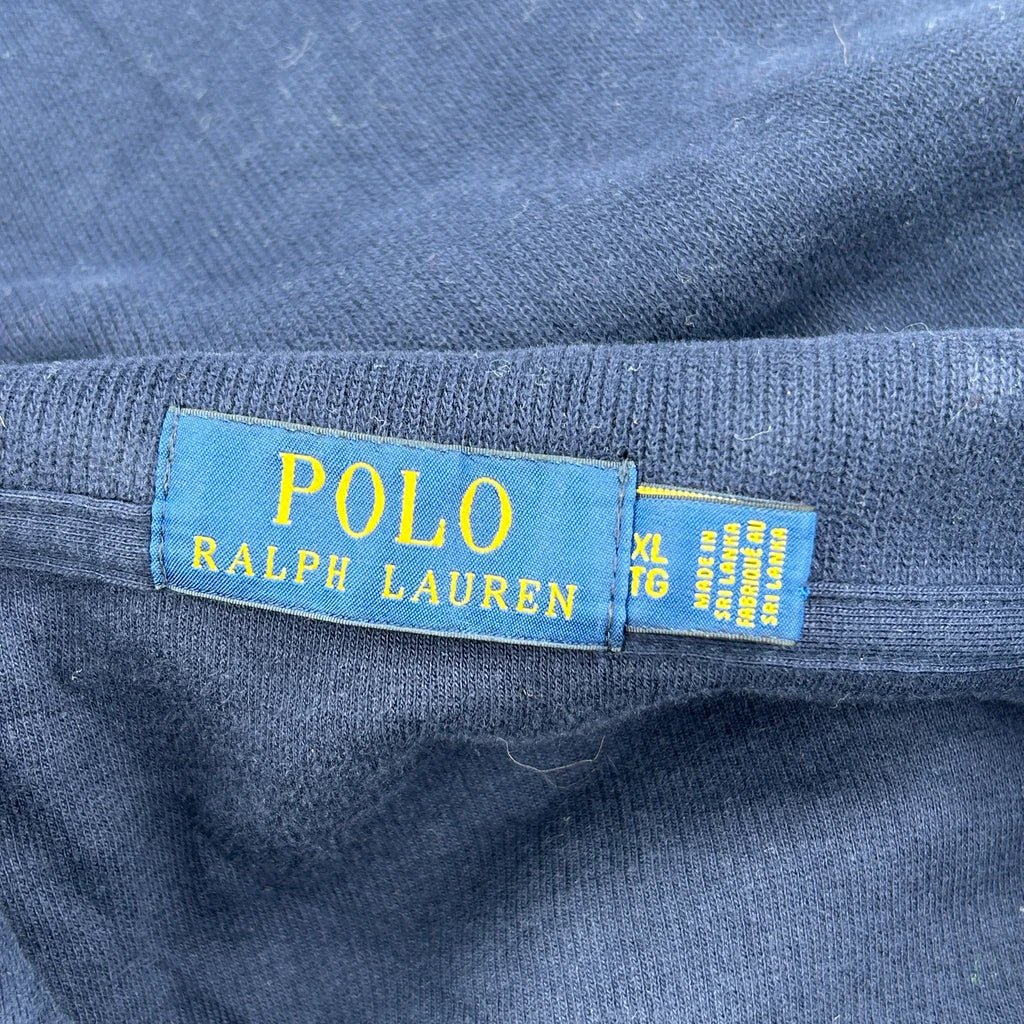 POLO
RALPH LAUREN
XL
TG
MADE IN
SRI LANKA
FABRIQUÉ AU
SRI LANKA